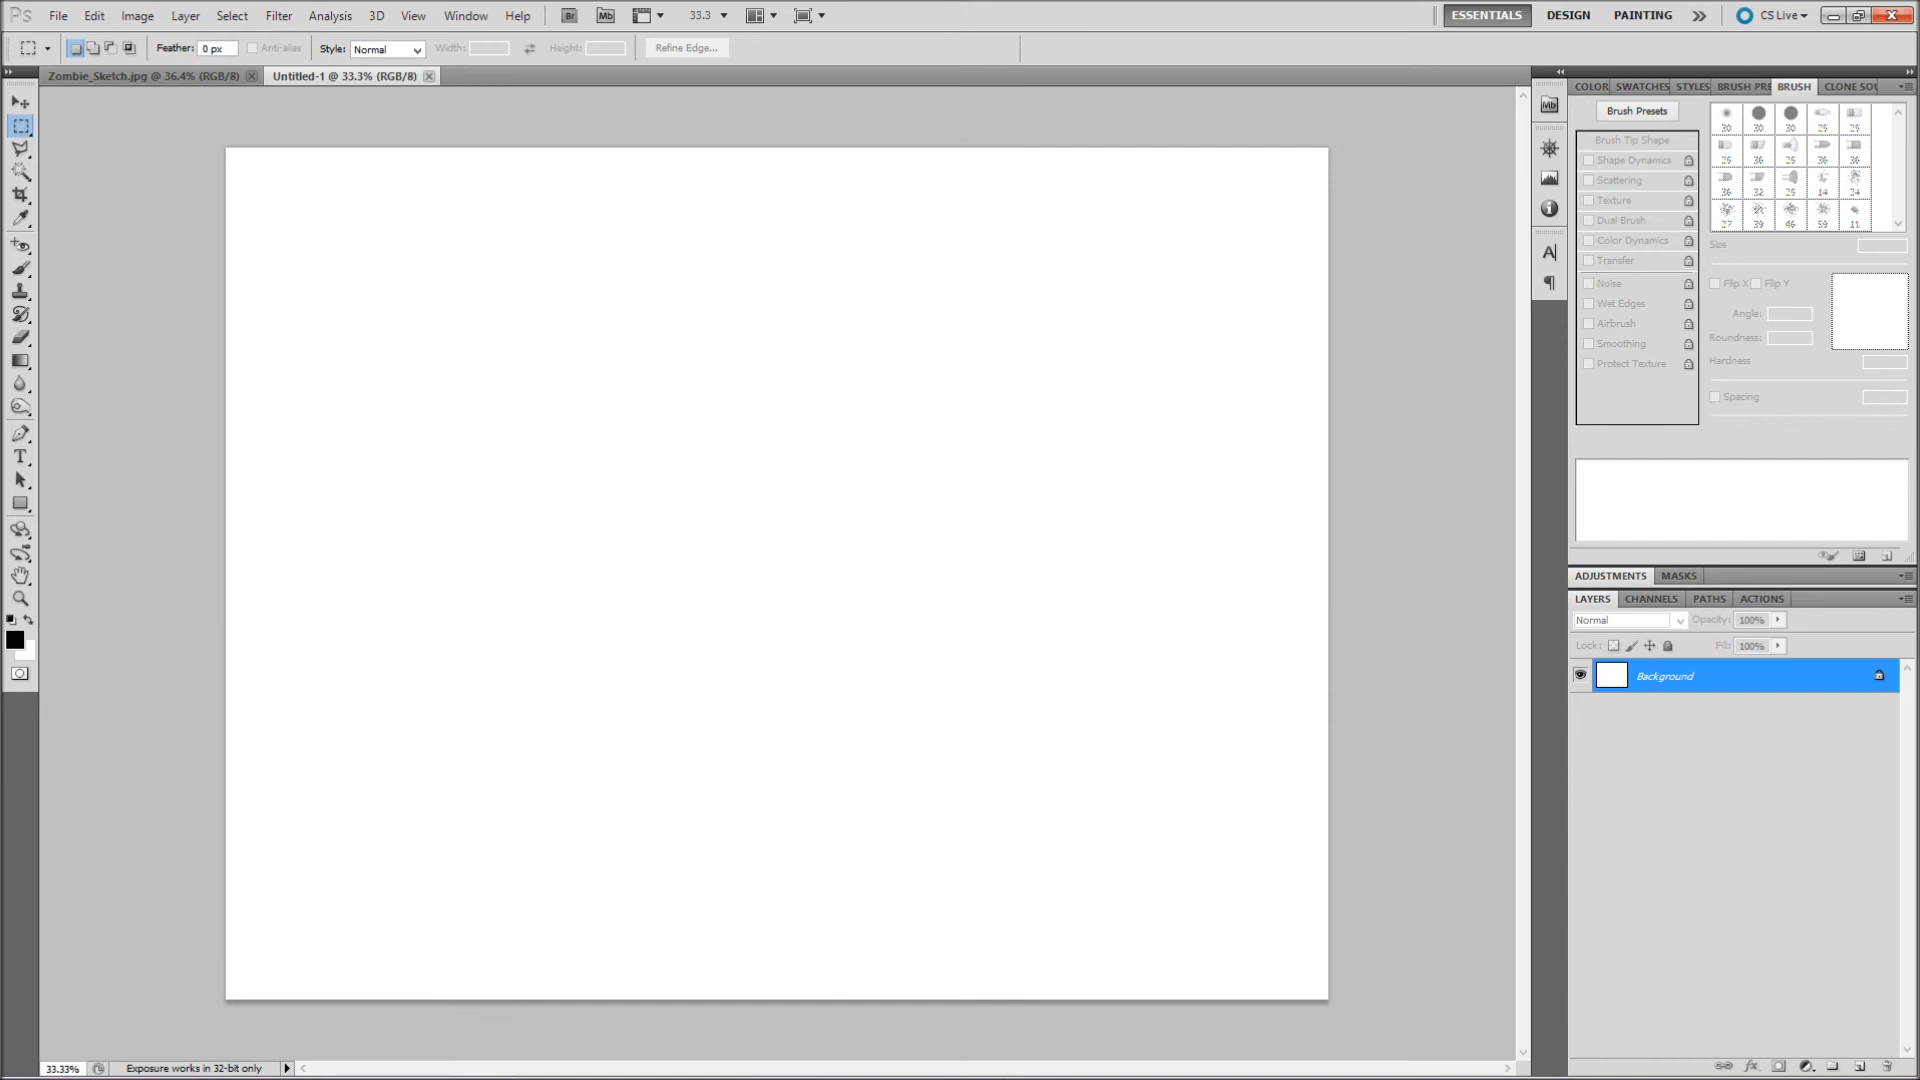 Ps File Edit Image Layer Select Filter Analysis 3D View Window Help Br Mb 33.3 ESSENTIALS DESIGN PAINTING CS Live
Feather: 0 px Anti-alias Style: Normal Width: Height: Refine Edge...
Zombie_Sketch.jpg @ 36.4% (RGB/8) Untitled-1 @ 33.3% (RGB/8)
COLOR SWATCHES STYLES BRUSH PRE BRUSH CLONE SOU
Brush Presets
Brush Tip Shape
Shape Dynamics
Scattering
Texture
Dual Brush
Color Dynamics
Transfer
Noise
Wet Edges
Airbrush
Smoothing
Protect Texture
30 30 30 25 25
25 36 25 36 36
36 32 25 14 24
27 39 46 59 11
Size
Flip X Flip Y
Angle:
Roundness:
Hardness
Spacing
Mb
A
T
ADJUSTMENTS MASKS
LAYERS CHANNELS PATHS ACTIONS
Normal Opacity: 100%
Lock: Fill: 100%
Background
33.33% Exposure works in 32-bit only
fx